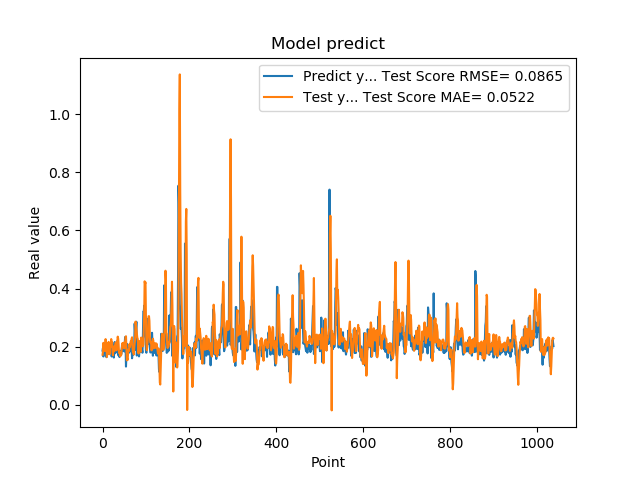 Model predict
Predict y... Test Score RMSE= 0.0865
Test y... Test Score MAE= 0.0522
Real value
1.0
0.8
0.6
0.4
0.2
0.0
0 200 400 600 800 1000
Point